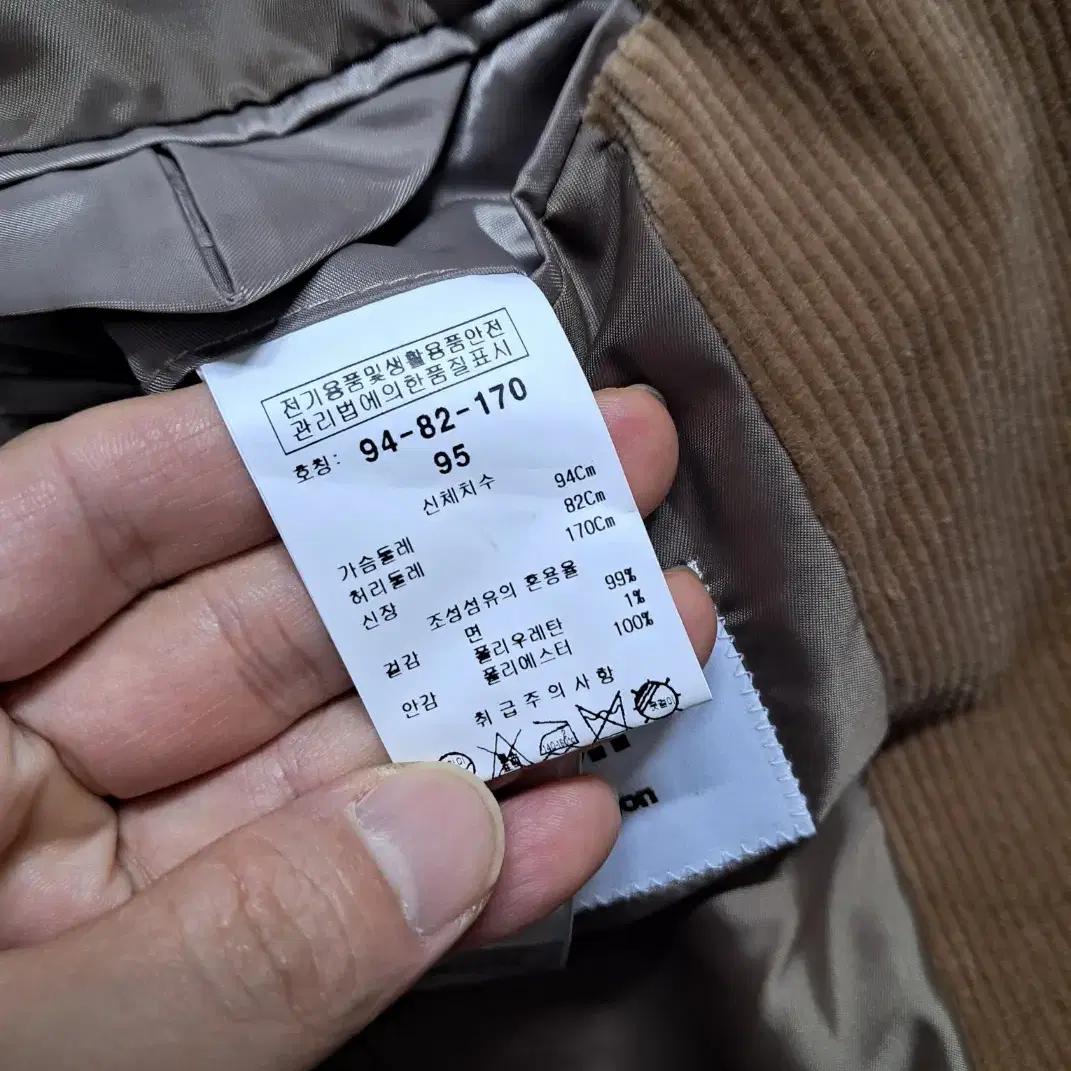 전기용품및생활용품안전
관리법에의한품질표시
호칭: 94-82-170
95
신체치수
가슴둘레 94Cm
허리둘레 82Cm
신장 170Cm
조성섬유의 혼용율
겉감 면 99%
폴리우레탄 1%
안감 폴리에스터 100%
취급주의사항